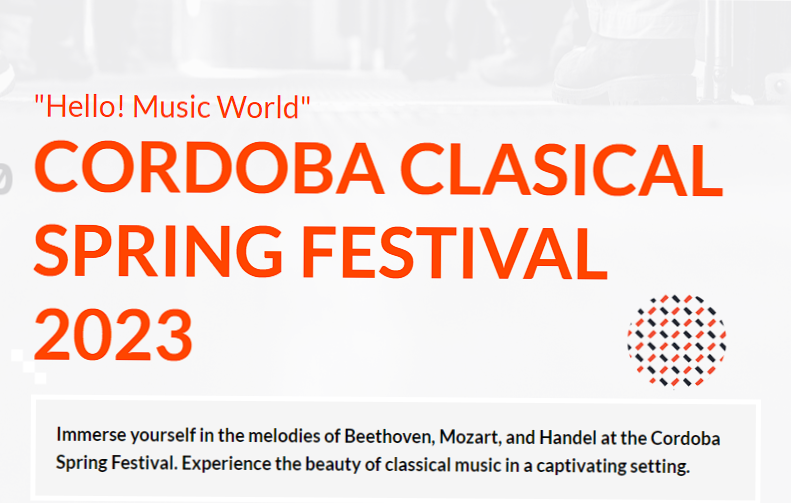 "Hello! Music World"
CORDOBA CLASICAL
SPRING FESTIVAL
2023
Immerse yourself in the melodies of Beethoven, Mozart, and Handel at the Cordoba
Spring Festival. Experience the beauty of classical music in a captivating setting.